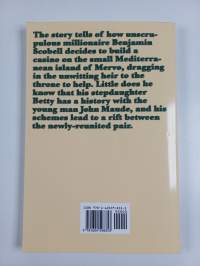 The story tells of how unscru-
pulous millionaire Benjamin
Scobell decides to build a
casino on the small Mediterra-
nean island of Mervo, dragging
in the unwitting heir to the
throne to help. Little does he
know that his stepdaughter
Betty has a history with the
young man John Maude, and his
schemes lead to a rift between
the newly-reunited pair.